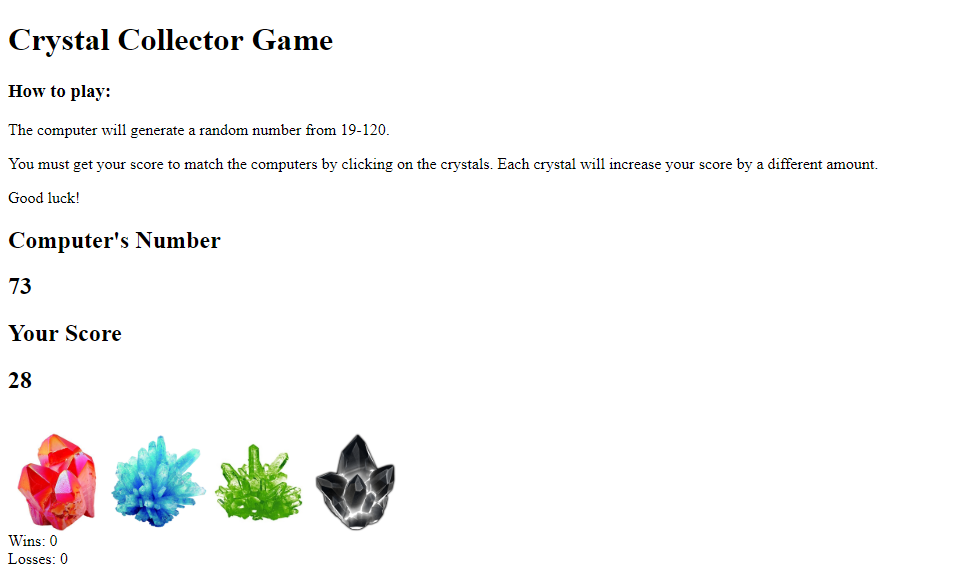 Crystal Collector Game
How to play:
The computer will generate a random number from 19-120.
You must get your score to match the computers by clicking on the crystals. Each crystal will increase your score by a different amount.
Good luck!
Computer's Number
73
Your Score
28
Wins: 0
Losses: 0